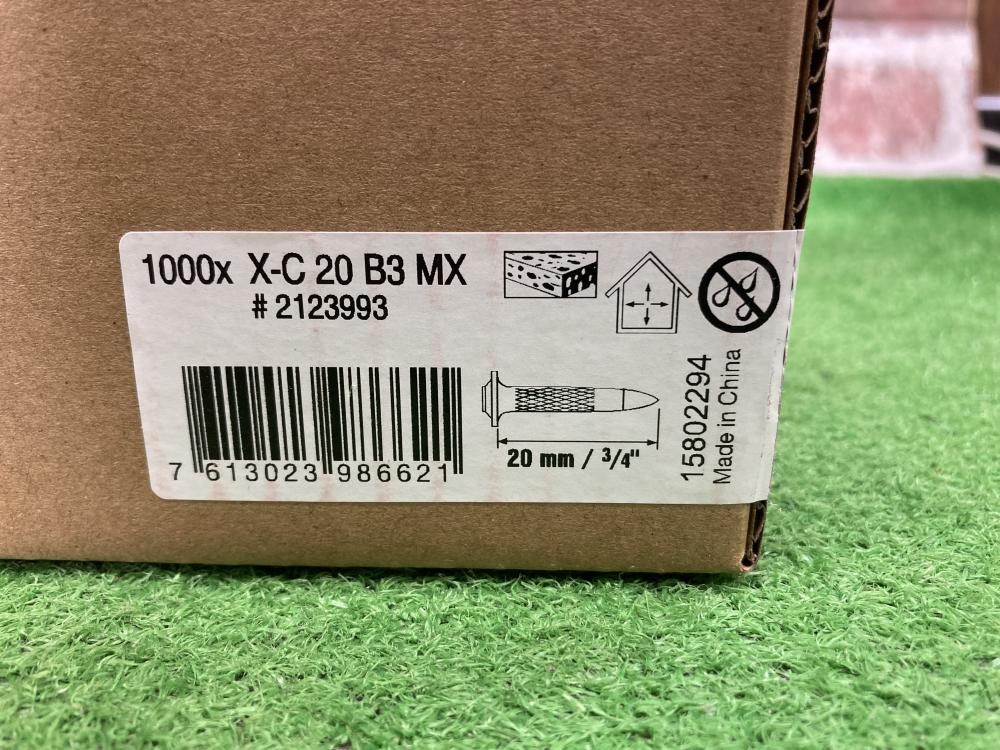 1000x X-C 20 B3 MX
# 2123993
7 613023 986621
20 mm / 3/4"
15802294
Made in China